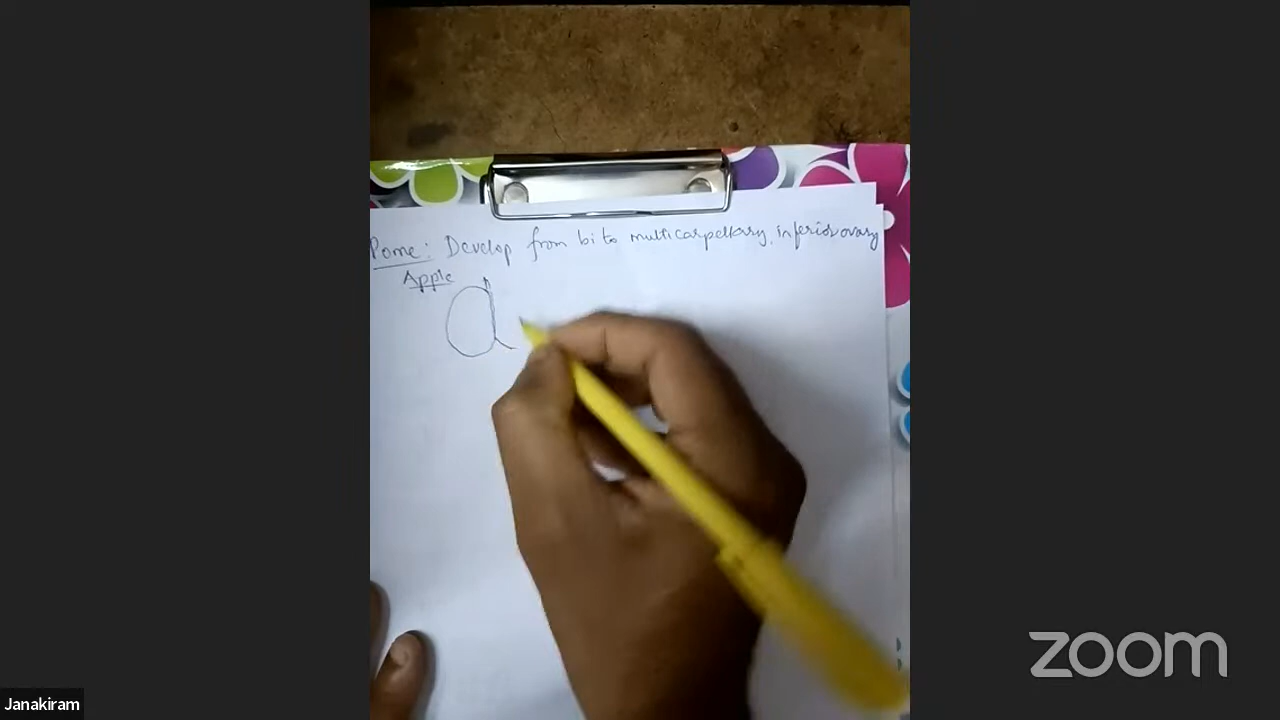 Pome: Develop from bi to multicarpellary, inferior ovary
Apple
zoom
Janakiram